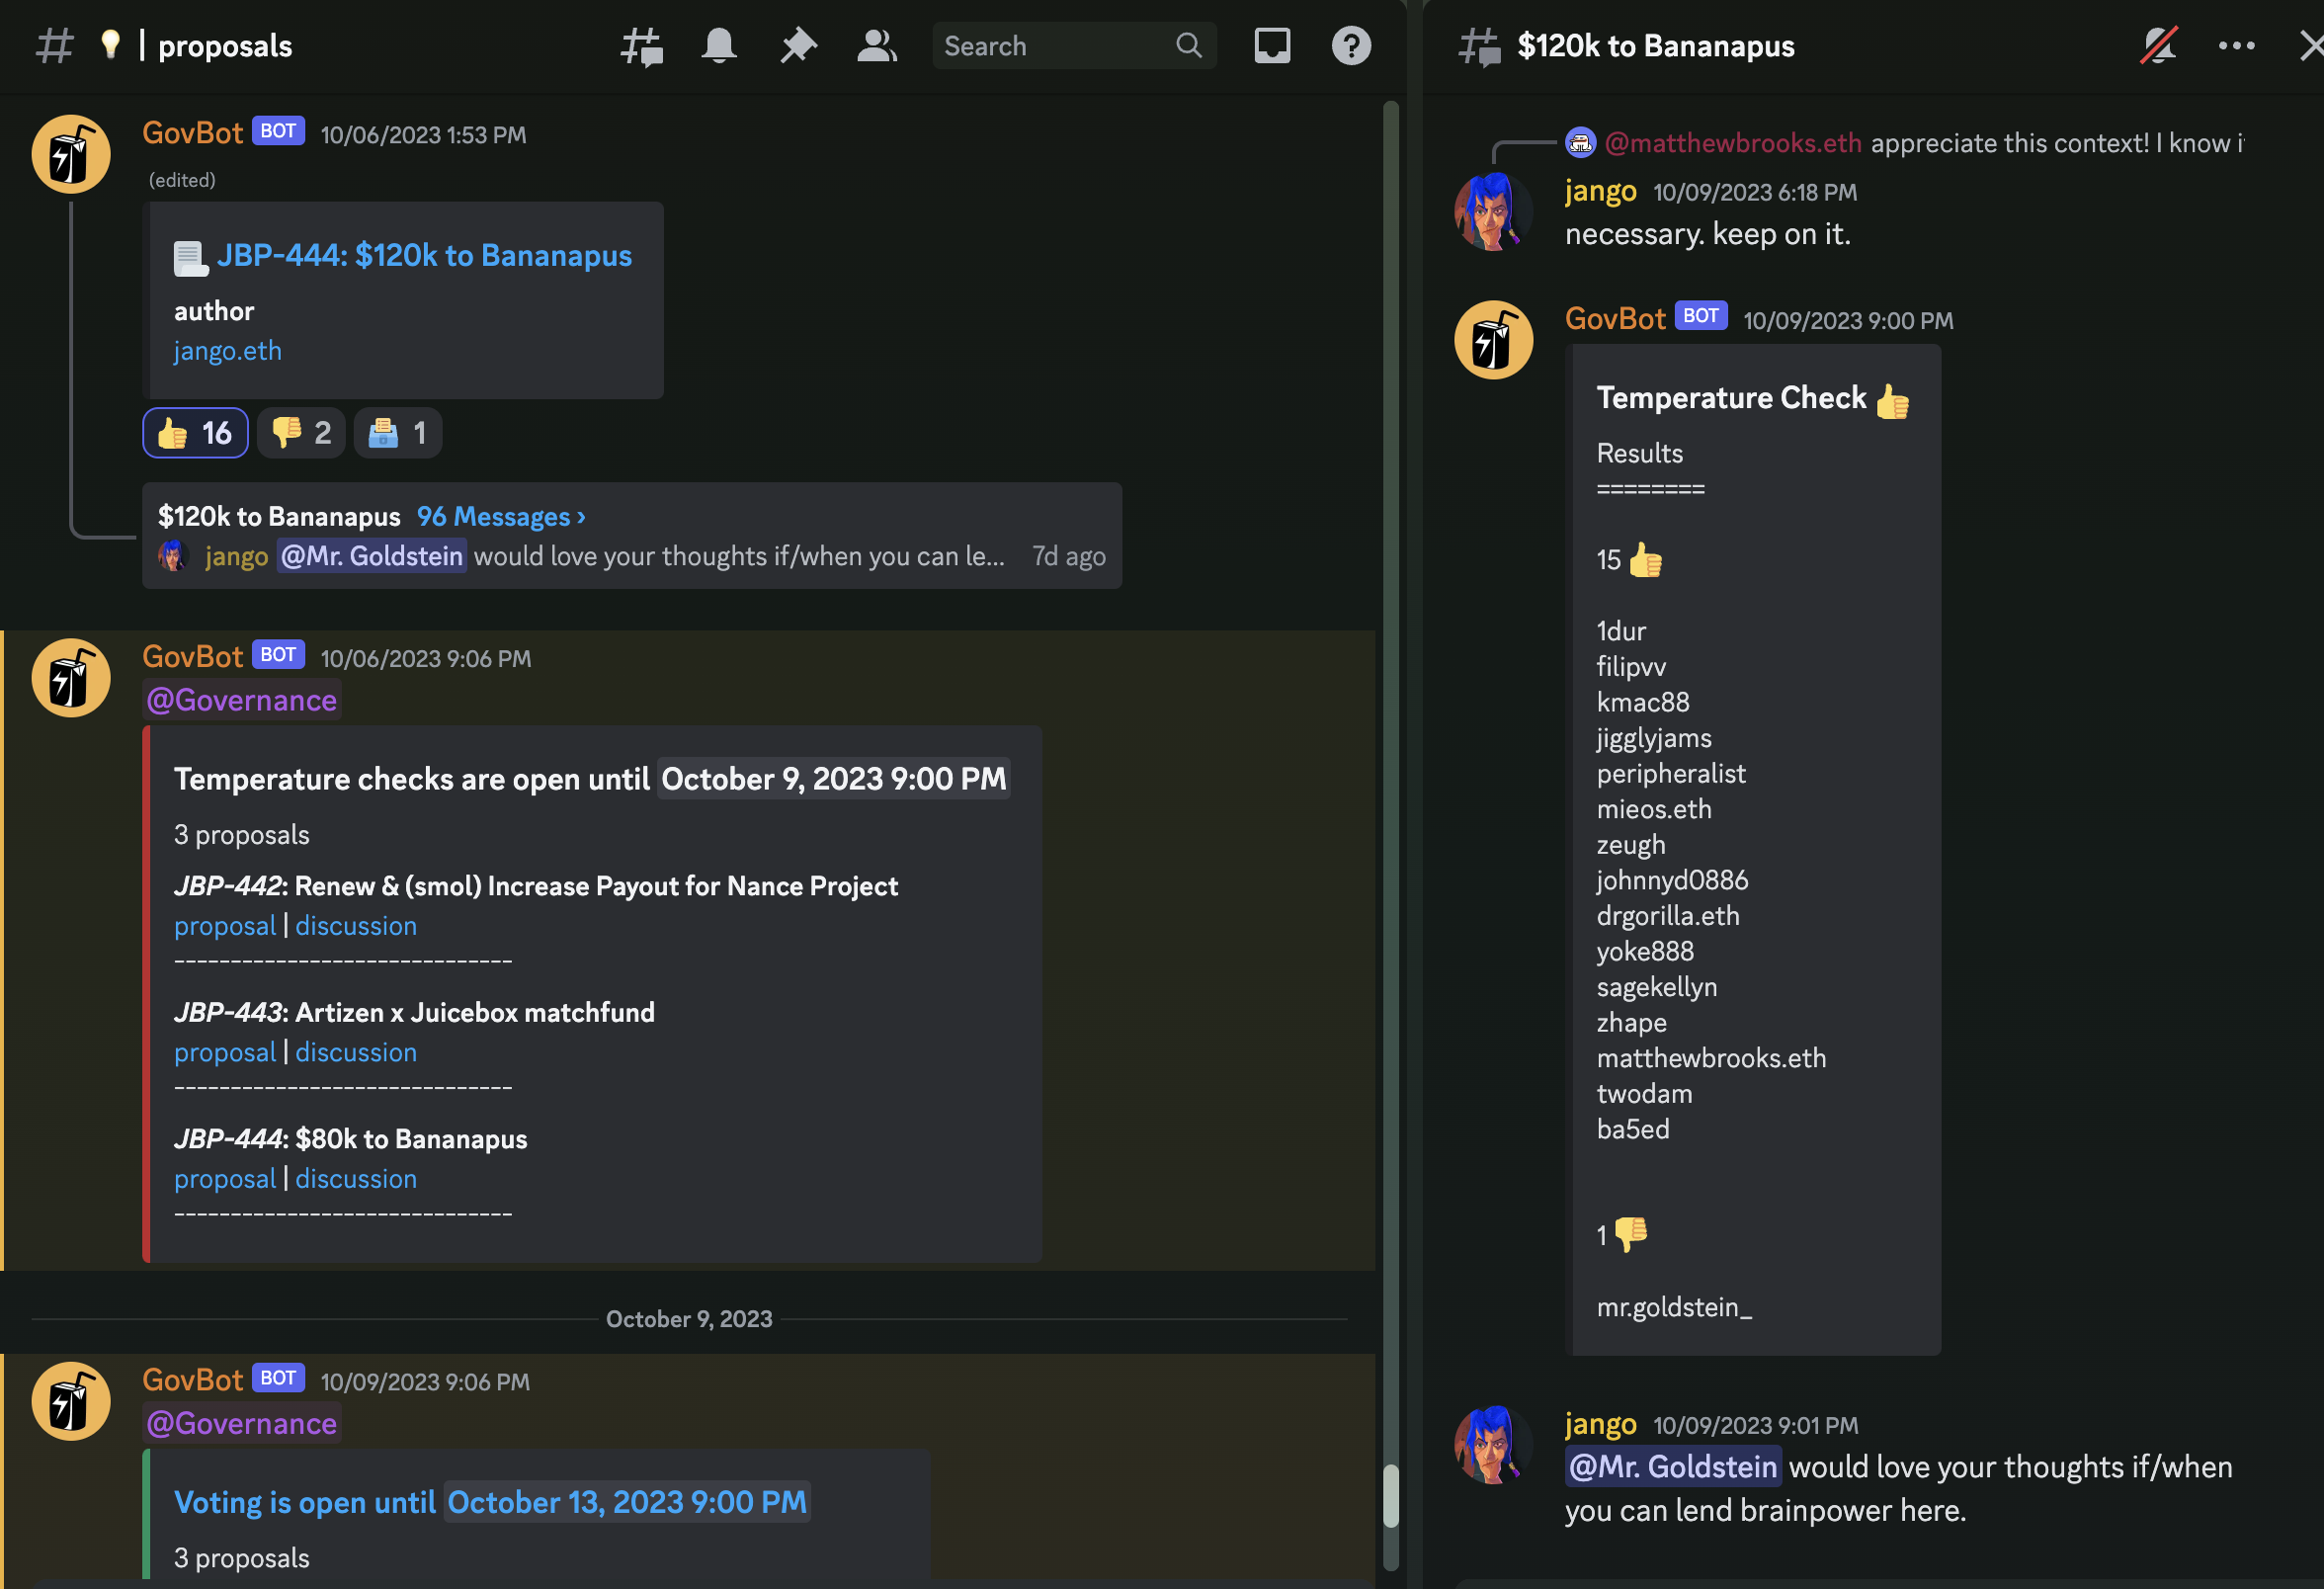 proposals
Search
GovBot BOT 10/06/2023 1:53 PM
(edited)
JBP-444: $120k to Bananapus
author
jango.eth
16 2 1
$120k to Bananapus 96 Messages ›
jango @Mr. Goldstein would love your thoughts if/when you can le... 7d ago
GovBot BOT 10/06/2023 9:06 PM
@Governance
Temperature checks are open until October 9, 2023 9:00 PM
3 proposals
JBP-442: Renew & (smol) Increase Payout for Nance Project
proposal | discussion
------------------------------
JBP-443: Artizen x Juicebox matchfund
proposal | discussion
------------------------------
JBP-444: $80k to Bananapus
proposal | discussion
------------------------------
October 9, 2023
GovBot BOT 10/09/2023 9:06 PM
@Governance
Voting is open until October 13, 2023 9:00 PM
3 proposals
$120k to Bananapus
@matthewbrooks.eth appreciate this context! I know
jango 10/09/2023 6:18 PM
necessary. keep on it.
GovBot BOT 10/09/2023 9:00 PM
Temperature Check
Results
========
15
1dur
filipvv
kmac88
jigglyjams
peripheralist
mieos.eth
zeugh
johnnyd0886
drgorilla.eth
yoke888
sagekellyn
zhape
matthewbrooks.eth
twodam
ba5ed
1
mr.goldstein_
jango 10/09/2023 9:01 PM
@Mr. Goldstein would love your thoughts if/when
you can lend brainpower here.